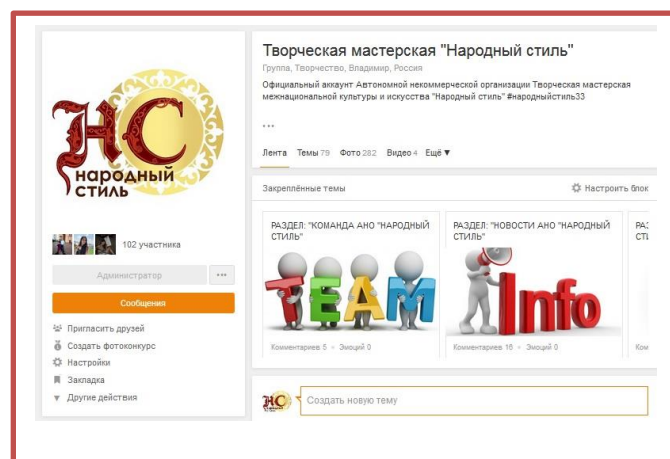 НС
народный
СТИЛЬ
102 участника
Администратор
Сообщения
Пригласить друзей
Создать фотоконкурс
Настройки
Закладка
Другие действия
Творческая мастерская "Народный стиль"
Группа, Творчество, Владимир, Россия
Официальный аккаунт Автономной некоммерческой организации Творческая мастерская
межнациональной культуры и искусства "Народный стиль" #народныйстиль33
...
Лента Темы 79 Фото 282 Видео 4 Ещё ▼
Закреплённые темы
Настроить блок
РАЗДЕЛ: "КОМАНДА АНО "НАРОДНЫЙ
СТИЛЬ"
TEAM
Комментариев 5 • Эмоций 0
РАЗДЕЛ: "НОВОСТИ АНО "НАРОДНЫЙ
СТИЛЬ"
Info
Комментариев 16 • Эмоций 0
НС
Создать новую тему